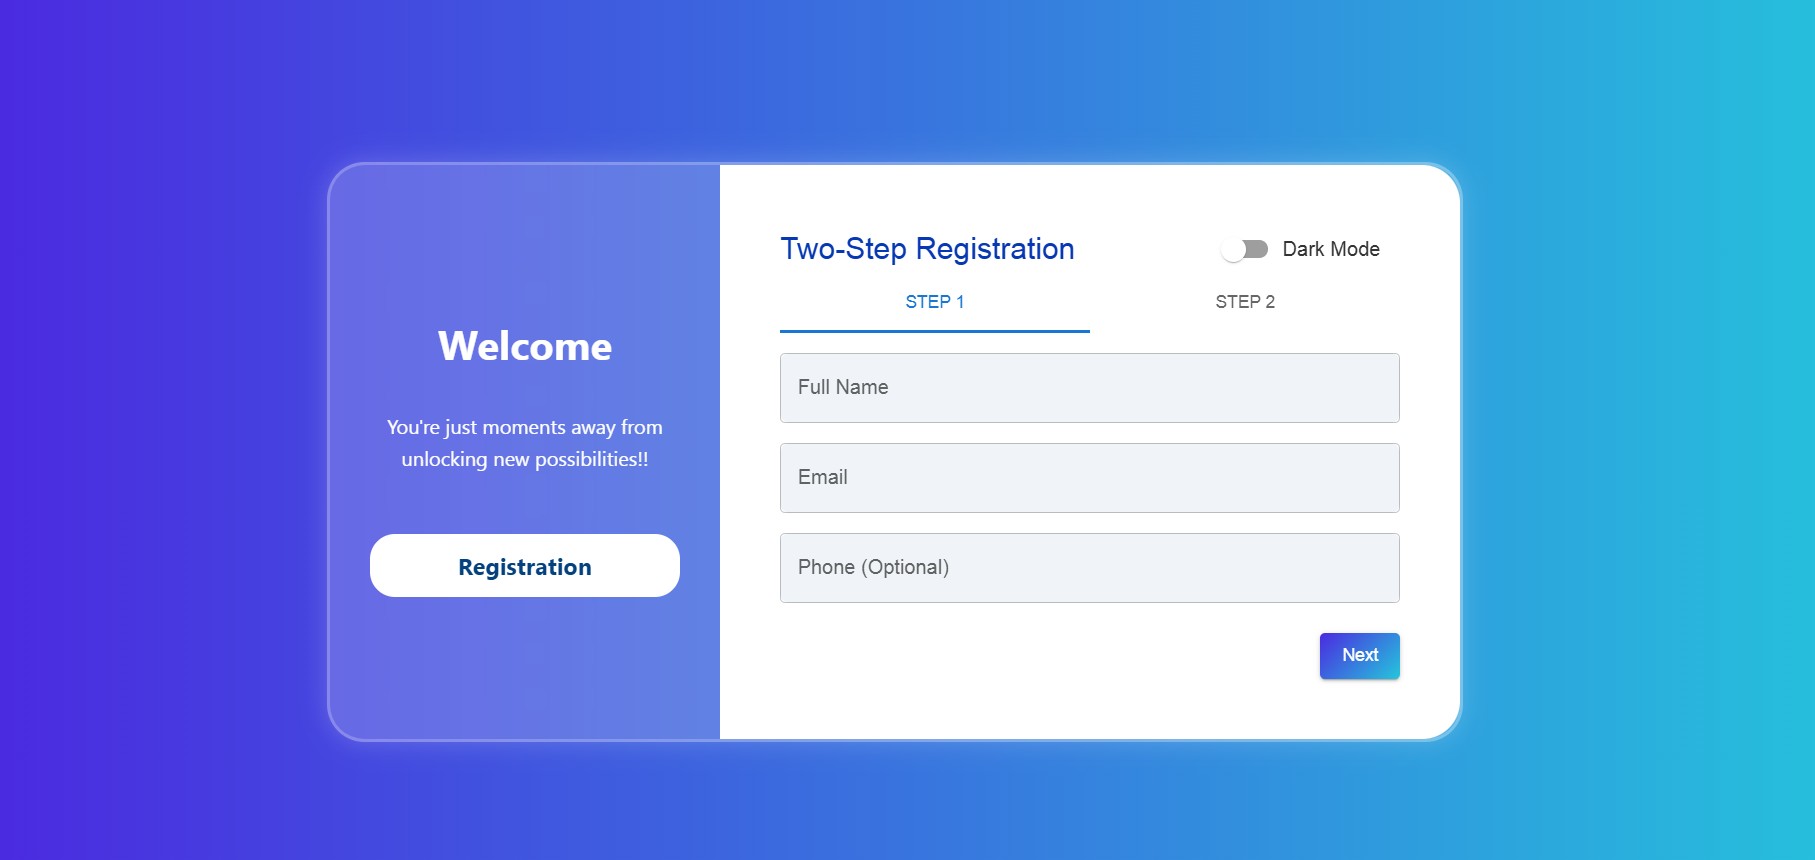 Welcome
You're just moments away from
unlocking new possibilities!!
Registration
Two-Step Registration
Dark Mode
STEP 1
STEP 2
Full Name
Email
Phone (Optional)
Next